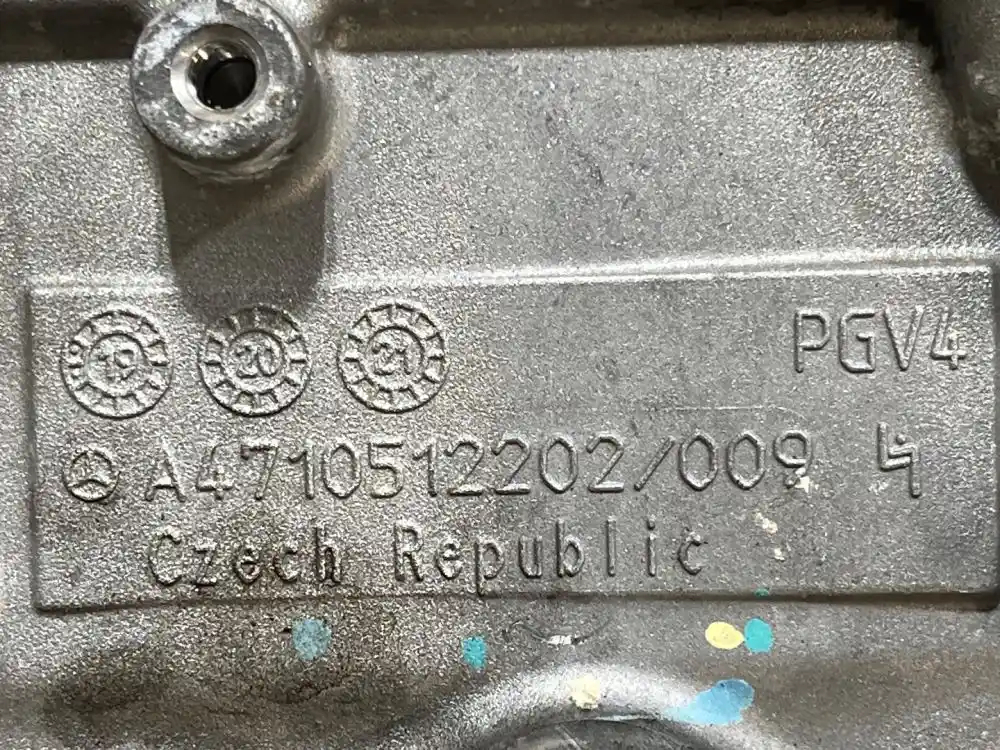 19 20 21 PGV4
A4710512202/009
Czech Republic